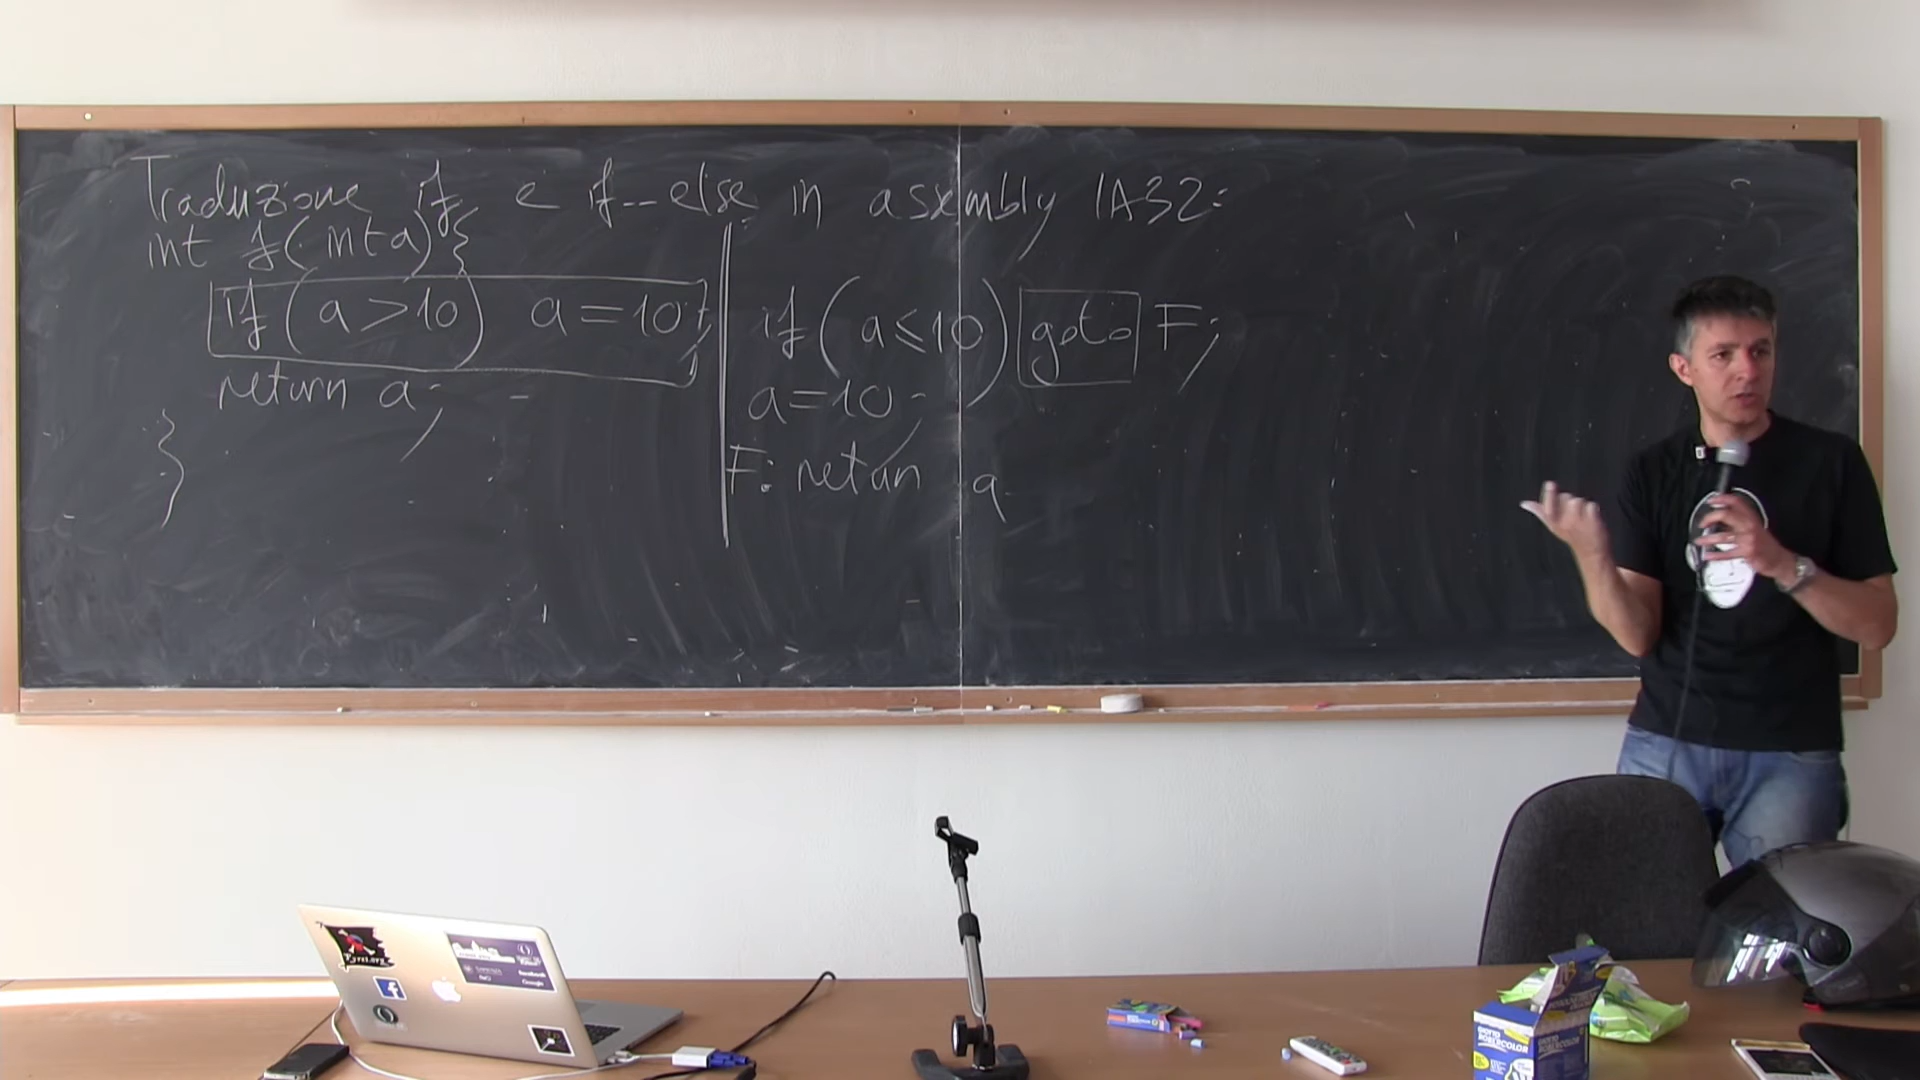 Traduzione if e if--else in assembly IA32:
int f(int a){
if(a>10) a=10;
return a;
}
if(a≤10) goto F;
a=10;
F: return a